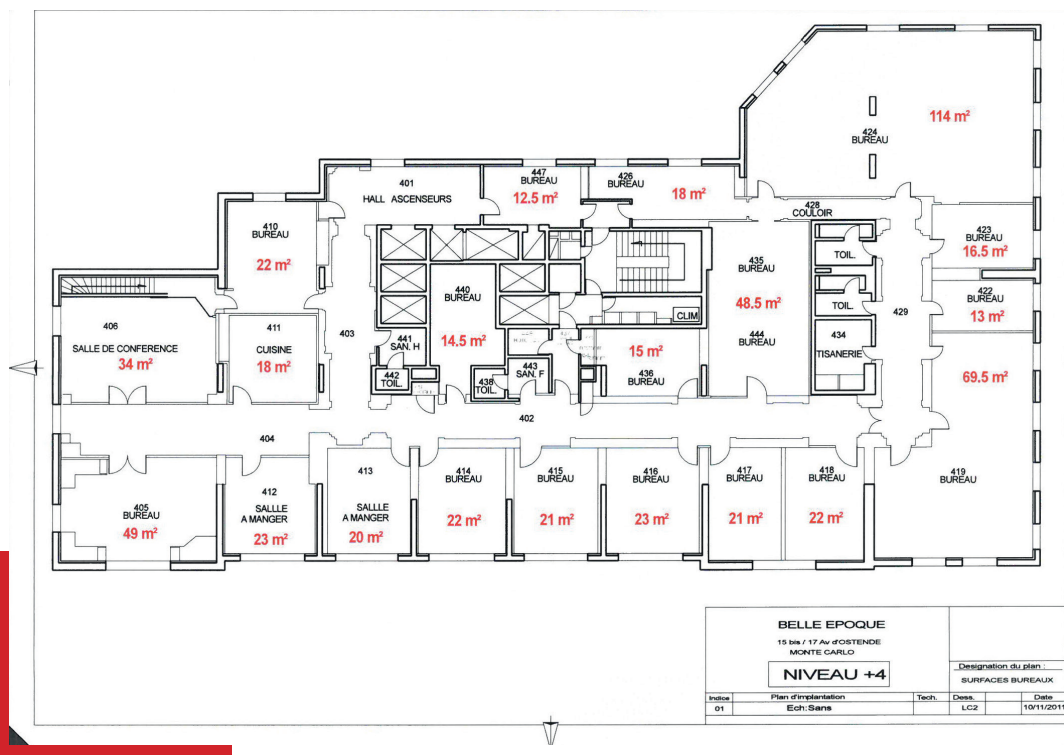 114 m²
424
BUREAU
447
BUREAU
12.5 m²
426
BUREAU
18 m²
401
HALL ASCENSEURS
428
COULOIR
410
BUREAU
22 m²
423
BUREAU
16.5 m²
TOIL.
435
BUREAU
48.5 m²
444
BUREAU
440
BUREAU
14.5 m²
422
BUREAU
13 m²
TOIL.
429
CLIM
406
SALLE DE CONFERENCE
34 m²
411
CUISINE
18 m²
403
441
SAN. H
442
TOIL.
438
TOIL.
443
SAN. F
15 m²
436
BUREAU
434
TISANERIE
69.5 m²
402
404
405
BUREAU
49 m²
412
SALLLE
A MANGER
23 m²
413
SALLLE
A MANGER
20 m²
414
BUREAU
22 m²
415
BUREAU
21 m²
416
BUREAU
23 m²
417
BUREAU
21 m²
418
BUREAU
22 m²
419
BUREAU
BELLE EPOQUE
15 bis / 17 Av d'OSTENDE
MONTE CARLO
NIVEAU +4
Designation du plan :
SURFACES BUREAUX
Indice Plan d'implantation Tech. Dess. Date
01 Ech:Sans LC2 10/11/2011